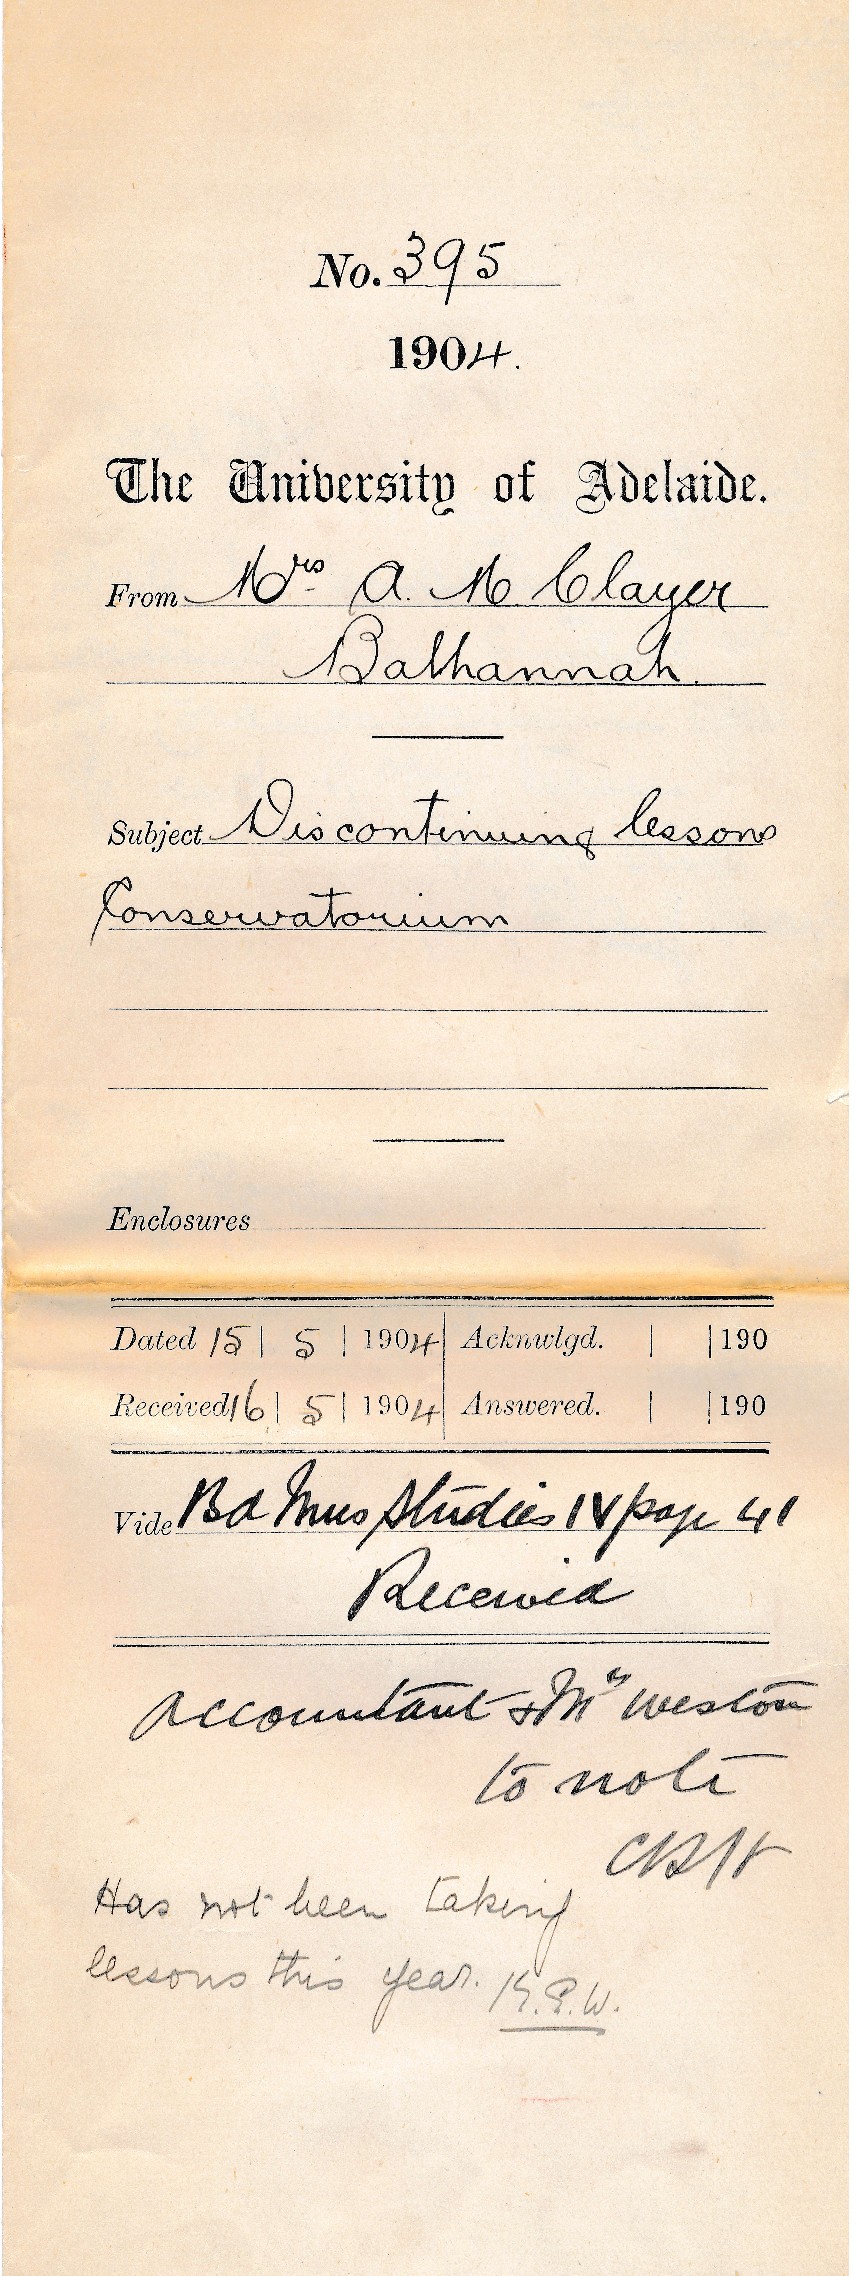 No. 395
1904.
The University of Adelaide.
From Mrs A. M Clayer
Balhannah.
Subject Discontinuing lessons
Conservatorium
Enclosures
Dated 15 | 5 | 1904 Acknwlgd. | | 190
Received 16 | 5 | 1904 Answered. | | 190
Vide Bd Mus Studies IV page 41
Received
Accountant & Mr Weston
to note
Has not been taking
lessons this year.